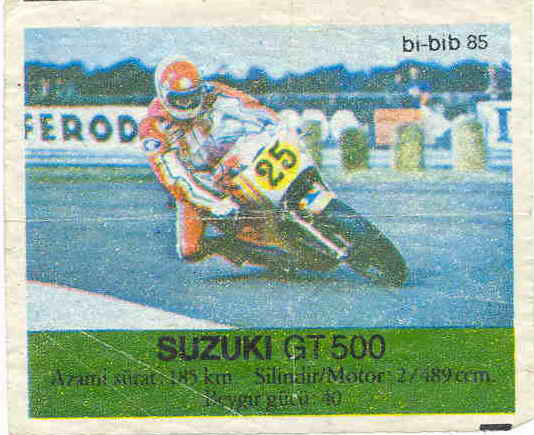 bi-bib 85
FEROD
25
SUZUKI GT 500
Azami sürat: 185 km. Silindir/Motor: 2/489 ccm.
Beygir gücü: 40